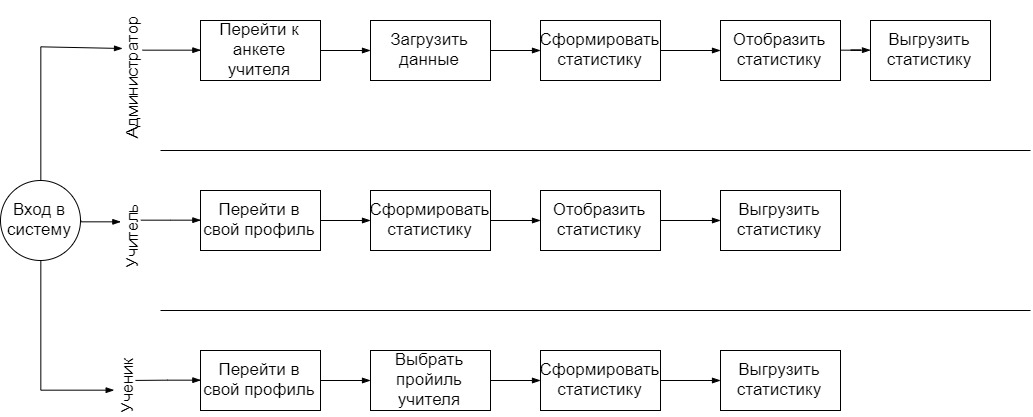 Администратор
Перейти к
анкете
учителя
Загрузить
данные
Сформировать
статистику
Отобразить
статистику
Выгрузить
статистику
Вход в
систему
Учитель
Перейти в
свой профиль
Сформировать
статистику
Отобразить
статистику
Выгрузить
статистику
Ученик
Перейти в
свой профиль
Выбрать
пройиль
учителя
Сформировать
статистику
Выгрузить
статистику